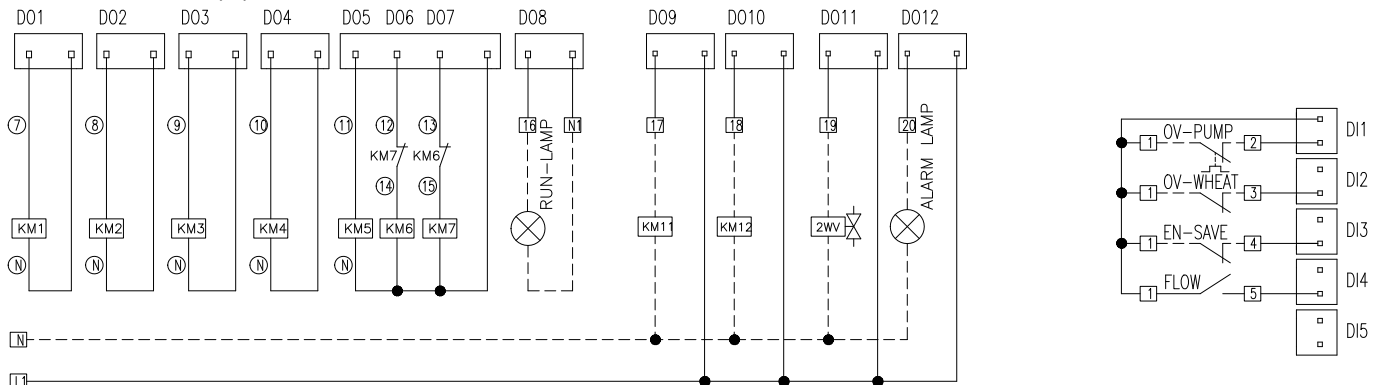 DO1 DO2 DO3 DO4 DO5 DO6 DO7 DO8 DO9 DO10 DO11 DO12
7 8 9 10 11 12 13 16 N1 17 18 19 20
KM7 KM6
14 15
RUN-LAMP
ALARM LAMP
KM1 KM2 KM3 KM4 KM5 KM6 KM7 KM11 KM12 2WV
N N N N N
N
L1
DI1
1 OV-PUMP 2
DI2
1 OV-WHEAT 3
DI3
1 EN-SAVE 4
DI4
1 FLOW 5
DI5